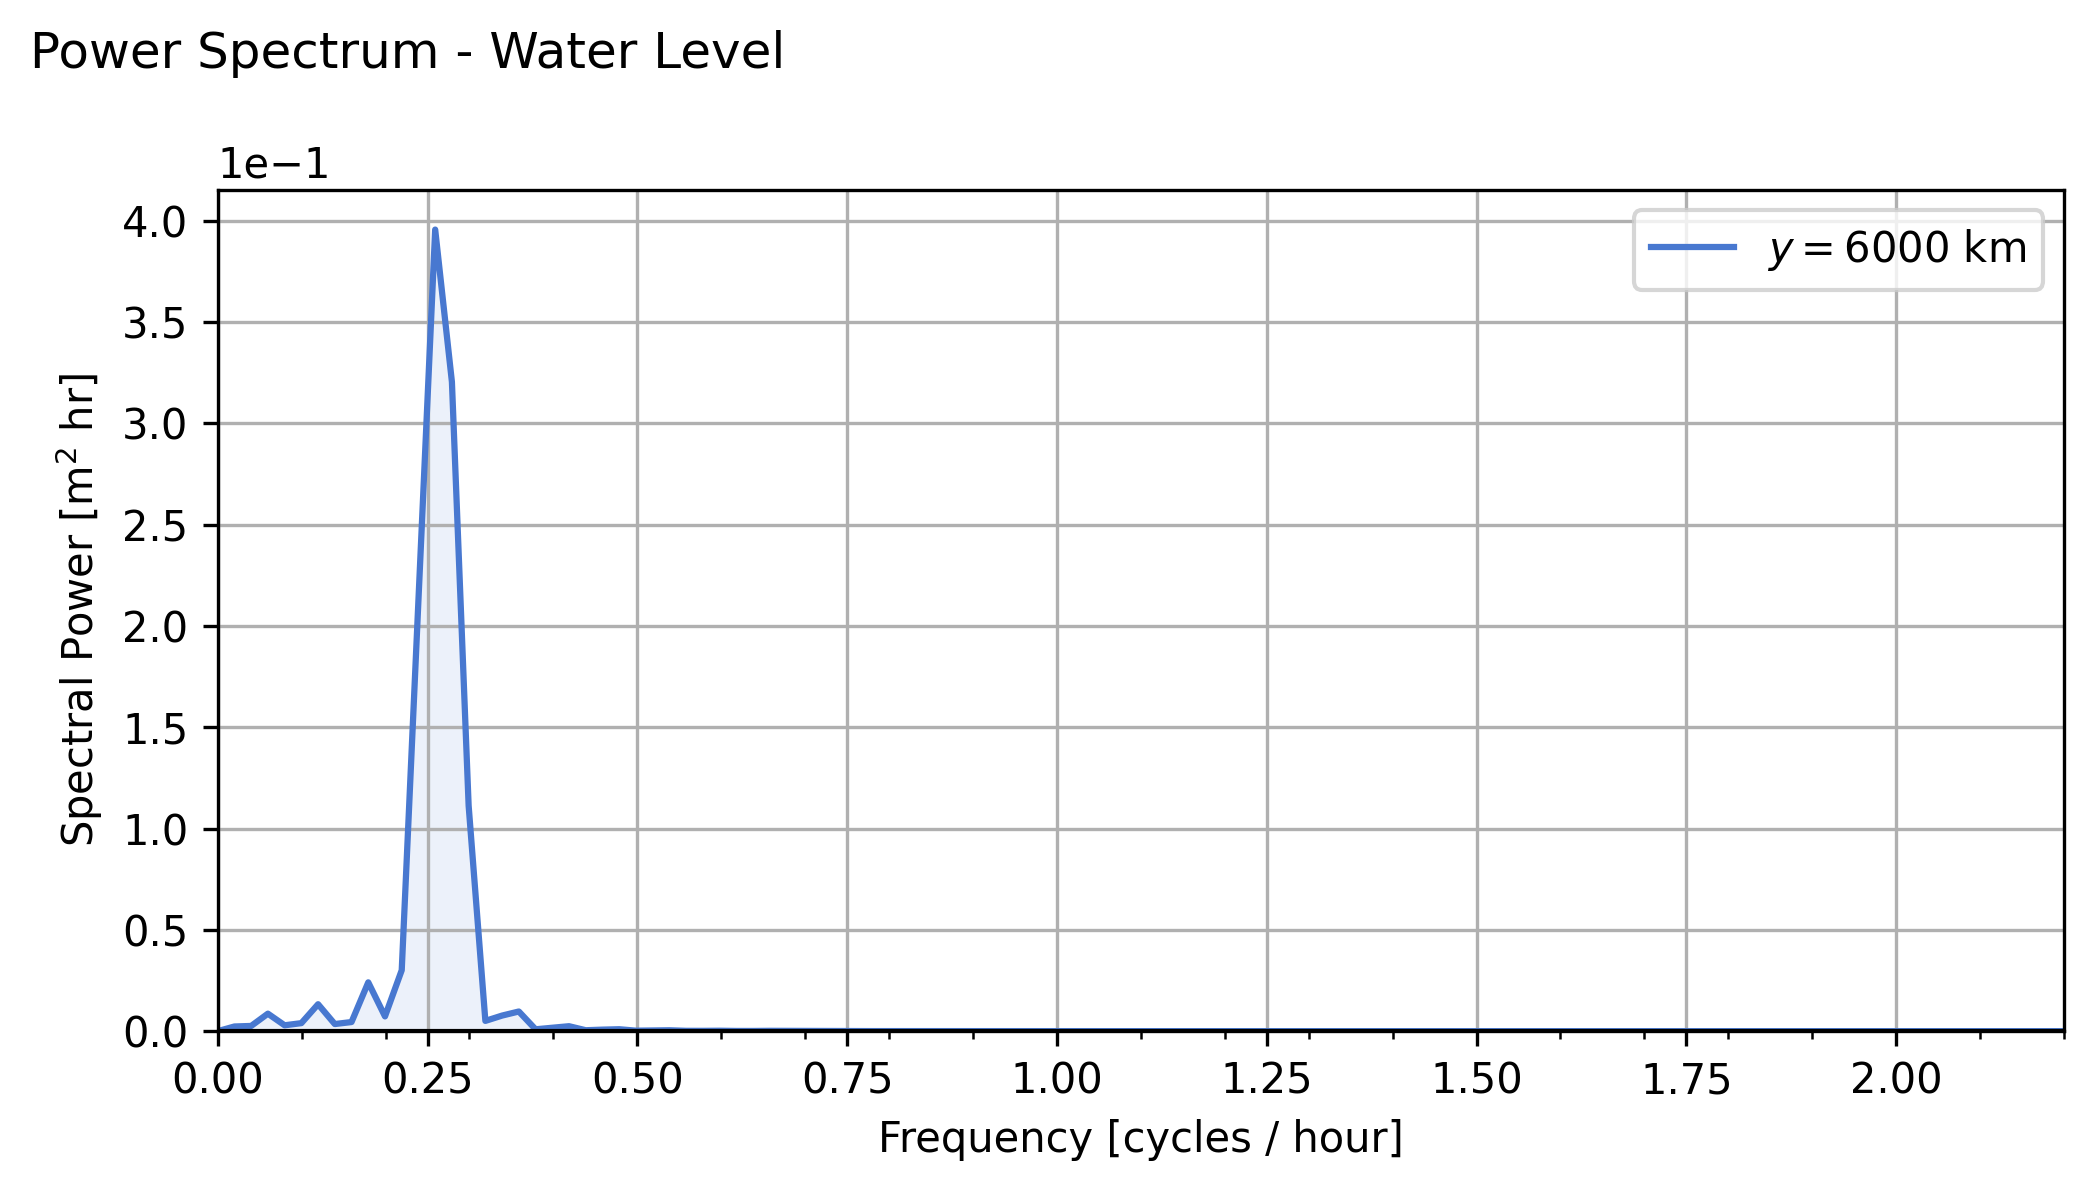 Power Spectrum - Water Level
1e−1
4.0
3.5
3.0
2.5
2.0
1.5
1.0
0.5
0.0
Spectral Power [m² hr]
y = 6000 km
0.00 0.25 0.50 0.75 1.00 1.25 1.50 1.75 2.00
Frequency [cycles / hour]